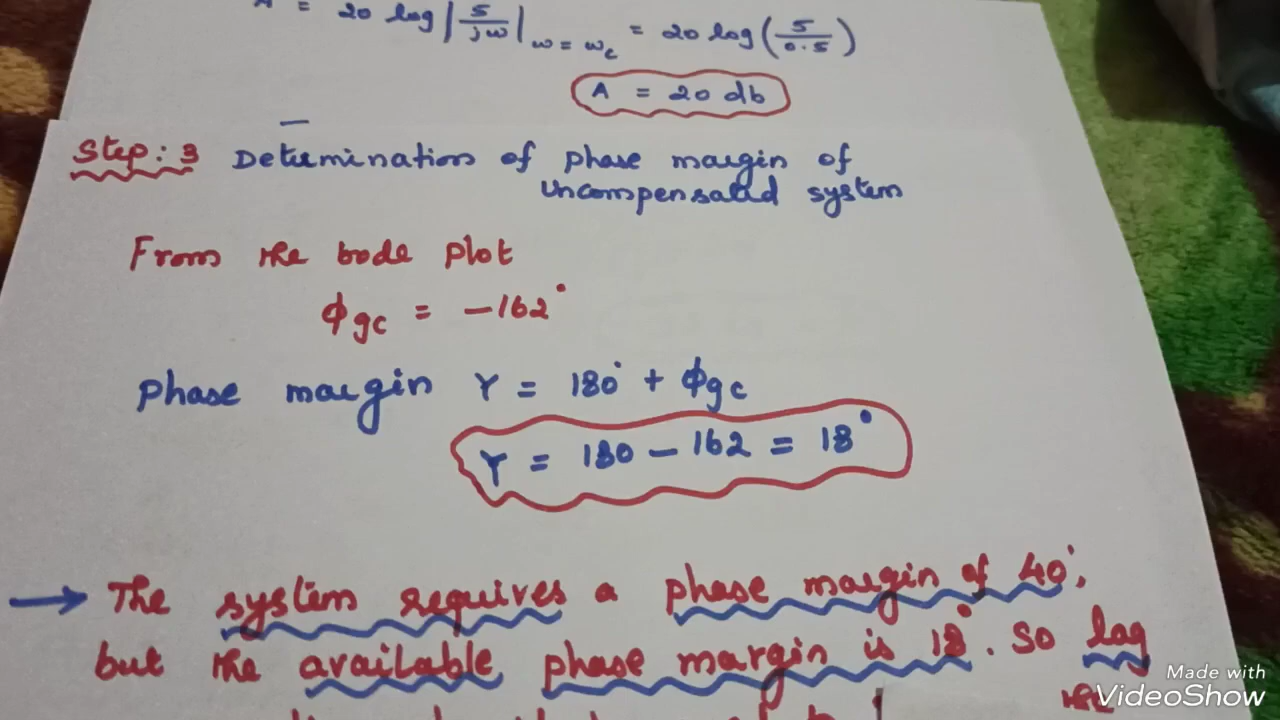 A = 20 log |5/jω| ω = ωc = 20 log (5/0.5)
A = 20 db
Step: 3 Determination of phase margin of
uncompensated system
From the bode plot
ϕgc = -162°
Phase margin γ = 180° + ϕgc
γ = 180 - 162 = 18°
→ The system requires a phase margin of 40°,
but the available phase margin is 18°. So lag
Made with
VideoShow